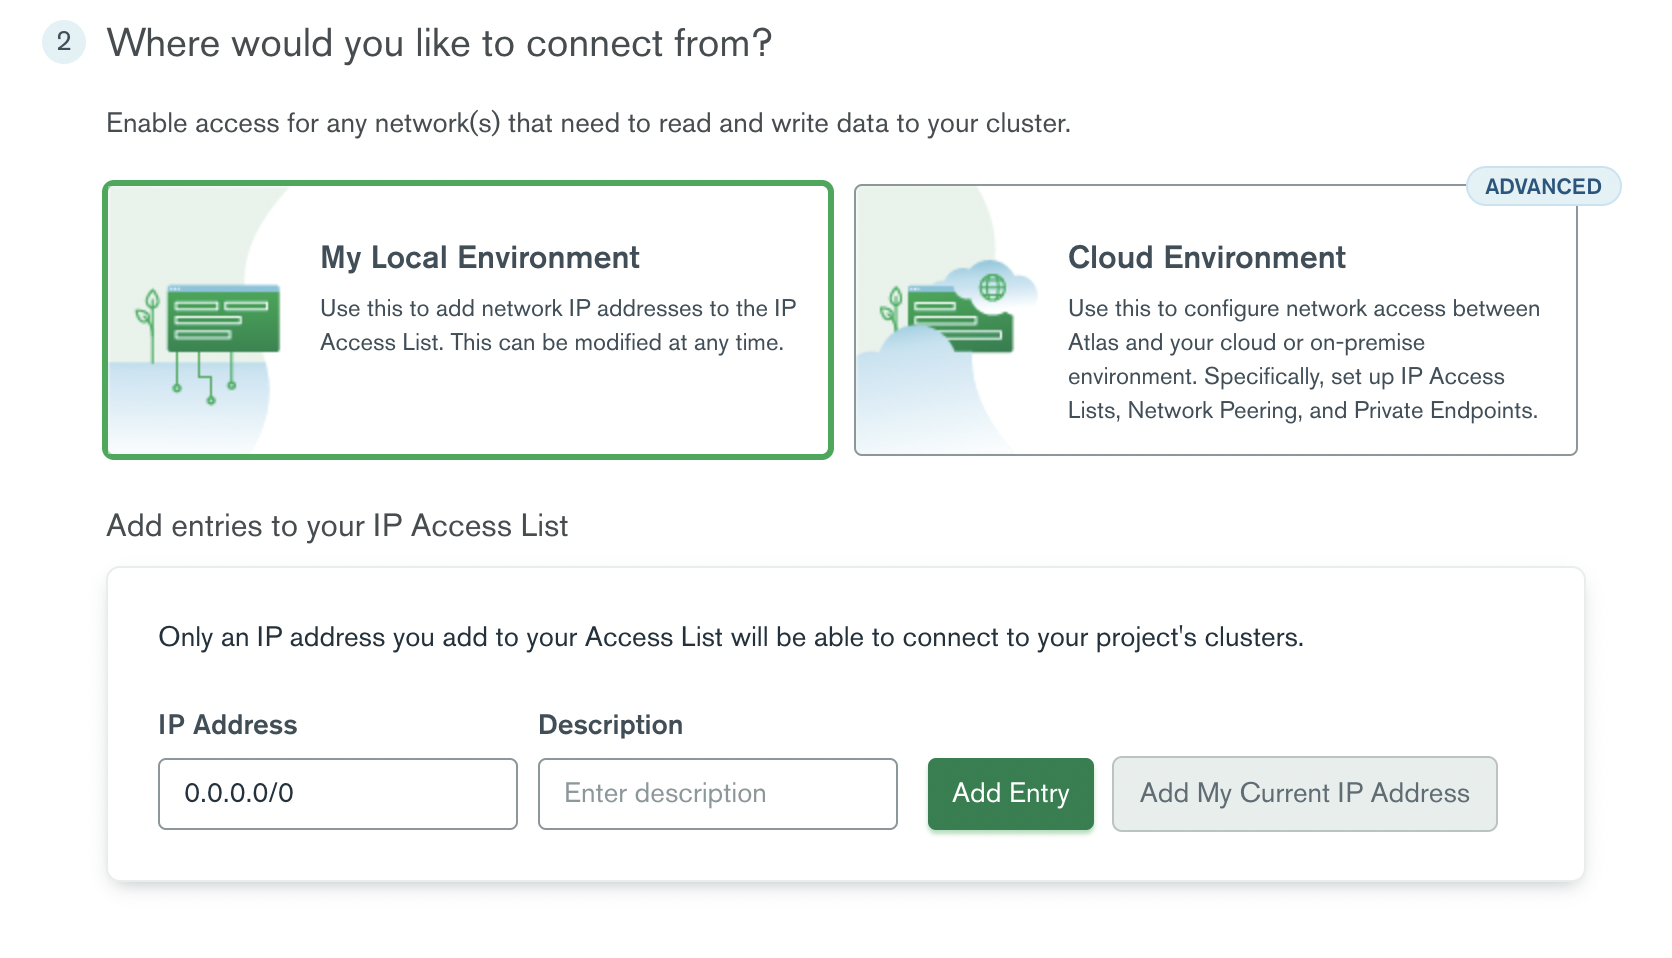 2
Where would you like to connect from?
Enable access for any network(s) that need to read and write data to your cluster.
ADVANCED
My Local Environment
Use this to add network IP addresses to the IP
Access List. This can be modified at any time.
Cloud Environment
Use this to configure network access between
Atlas and your cloud or on-premise
environment. Specifically, set up IP Access
Lists, Network Peering, and Private Endpoints.
Add entries to your IP Access List
Only an IP address you add to your Access List will be able to connect to your project's clusters.
IP Address
Description
0.0.0.0/0
Enter description
Add Entry
Add My Current IP Address